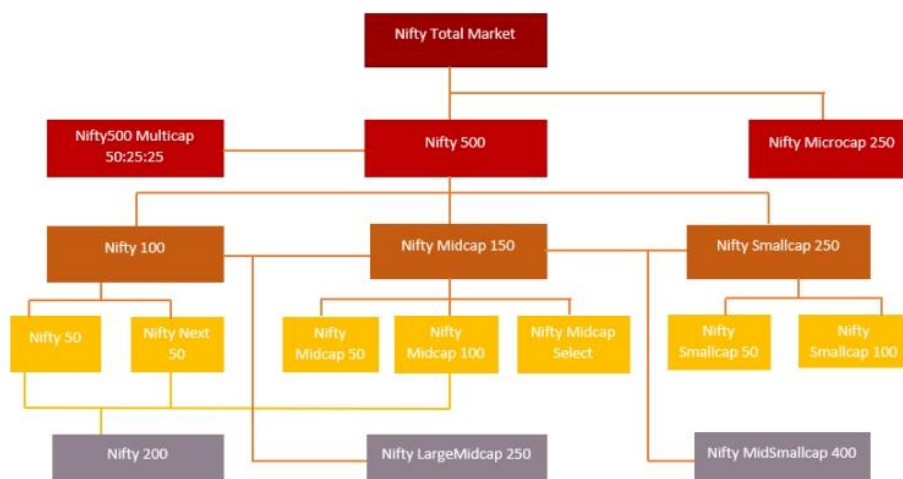 Nifty Total Market
Nifty500 Multicap
50:25:25
Nifty 500
Nifty Microcap 250
Nifty 100
Nifty Midcap 150
Nifty Smallcap 250
Nifty 50
Nifty Next
50
Nifty
Midcap 50
Nifty
Midcap 100
Nifty Midcap
Select
Nifty
Smallcap 50
Nifty
Smallcap 100
Nifty 200
Nifty LargeMidcap 250
Nifty MidSmallcap 400